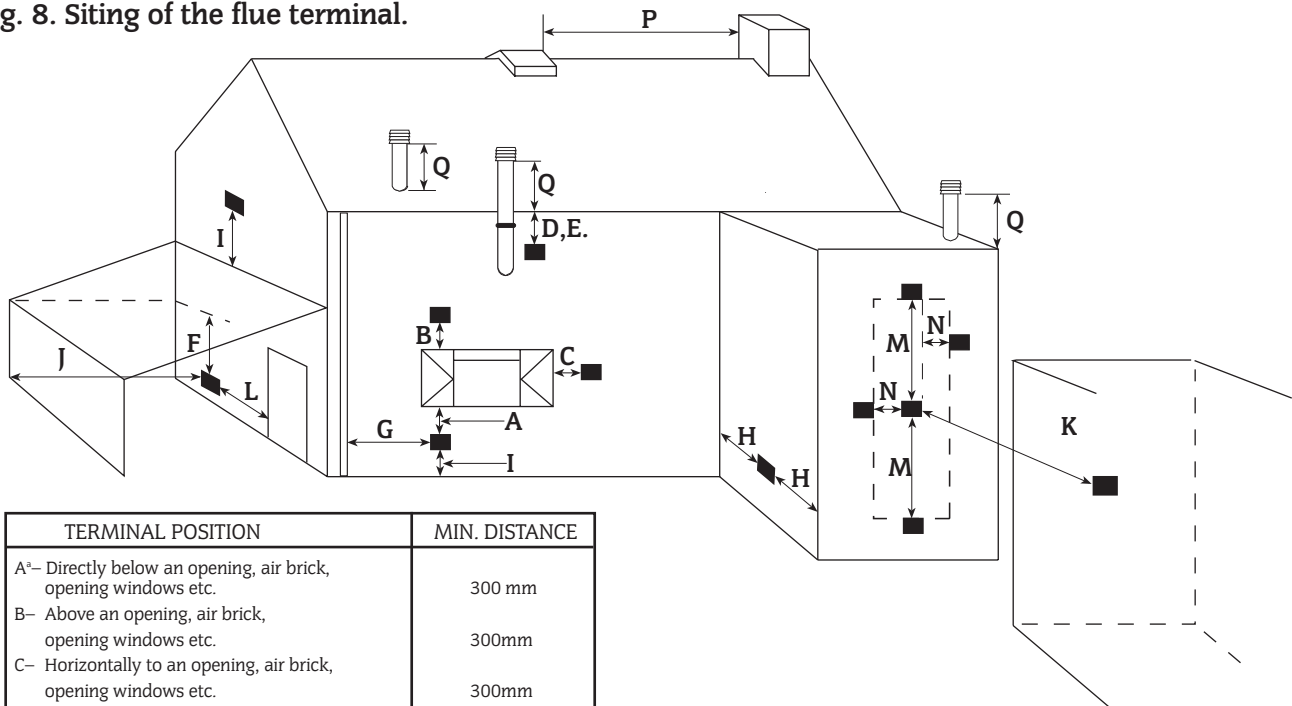 g. 8. Siting of the flue terminal.
P
Q
Q
D,E.
Q
I
F
J
L
B
C
A
G
I
H
H
M
N
N
M
K
TERMINAL POSITION MIN. DISTANCE
Aª– Directly below an opening, air brick,
opening windows etc. 300 mm
B– Above an opening, air brick,
opening windows etc. 300mm
C– Horizontally to an opening, air brick,
opening windows etc. 300mm